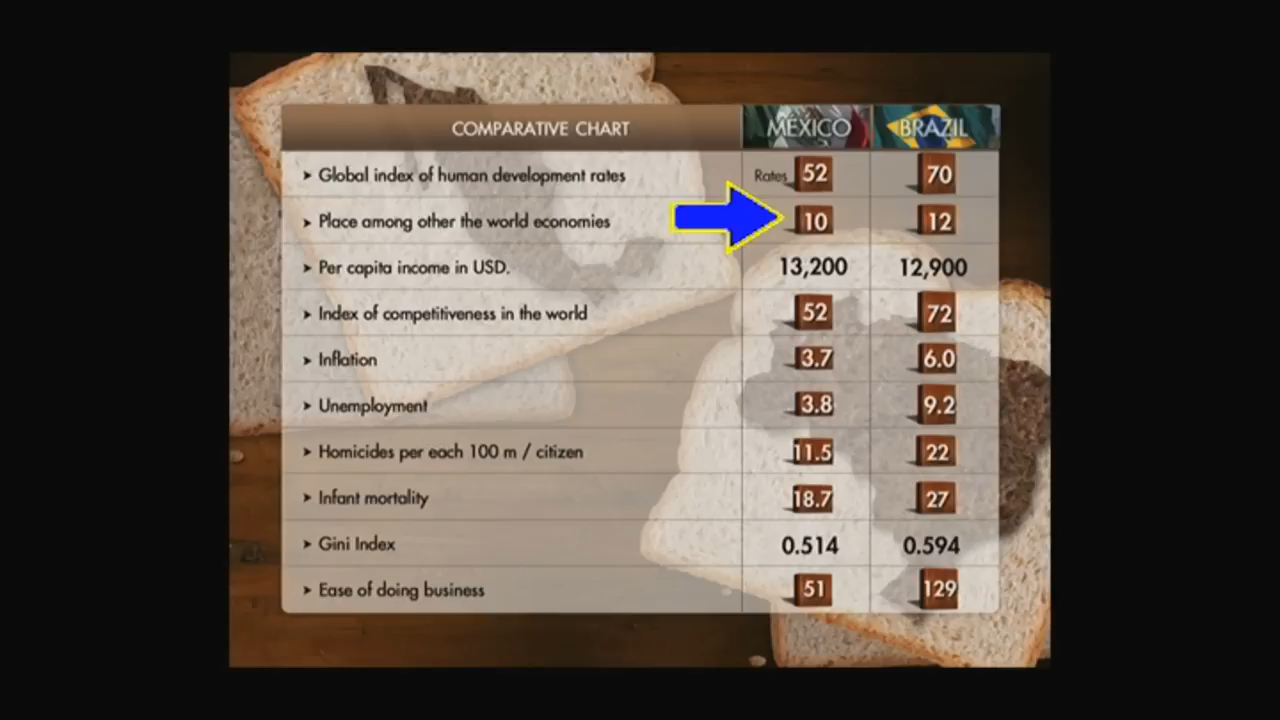 COMPARATIVE CHART MÉXICO BRAZIL
➤ Global index of human development rates Rates 52 70
➤ Place among other the world economies 10 12
➤ Per capita income in USD. 13,200 12,900
➤ Index of competitiveness in the world 52 72
➤ Inflation 3.7 6.0
➤ Unemployment 3.8 9.2
➤ Homicides per each 100 m / citizen 11.5 22
➤ Infant mortality 18.7 27
➤ Gini Index 0.514 0.594
➤ Ease of doing business 51 129